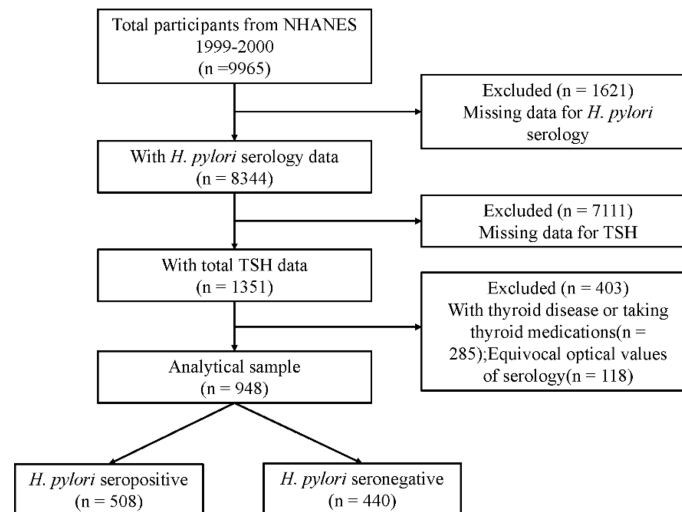 Total participants from NHANES
1999-2000
(n =9965)
Excluded (n = 1621)
Missing data for H. pylori
serology
With H. pylori serology data
(n = 8344)
Excluded (n = 7111)
Missing data for TSH
With total TSH data
(n = 1351)
Excluded (n = 403)
With thyroid disease or taking
thyroid medications(n =
285);Equivocal optical values
of serology(n = 118)
Analytical sample
(n = 948)
H. pylori seropositive
(n = 508)
H. pylori seronegative
(n = 440)